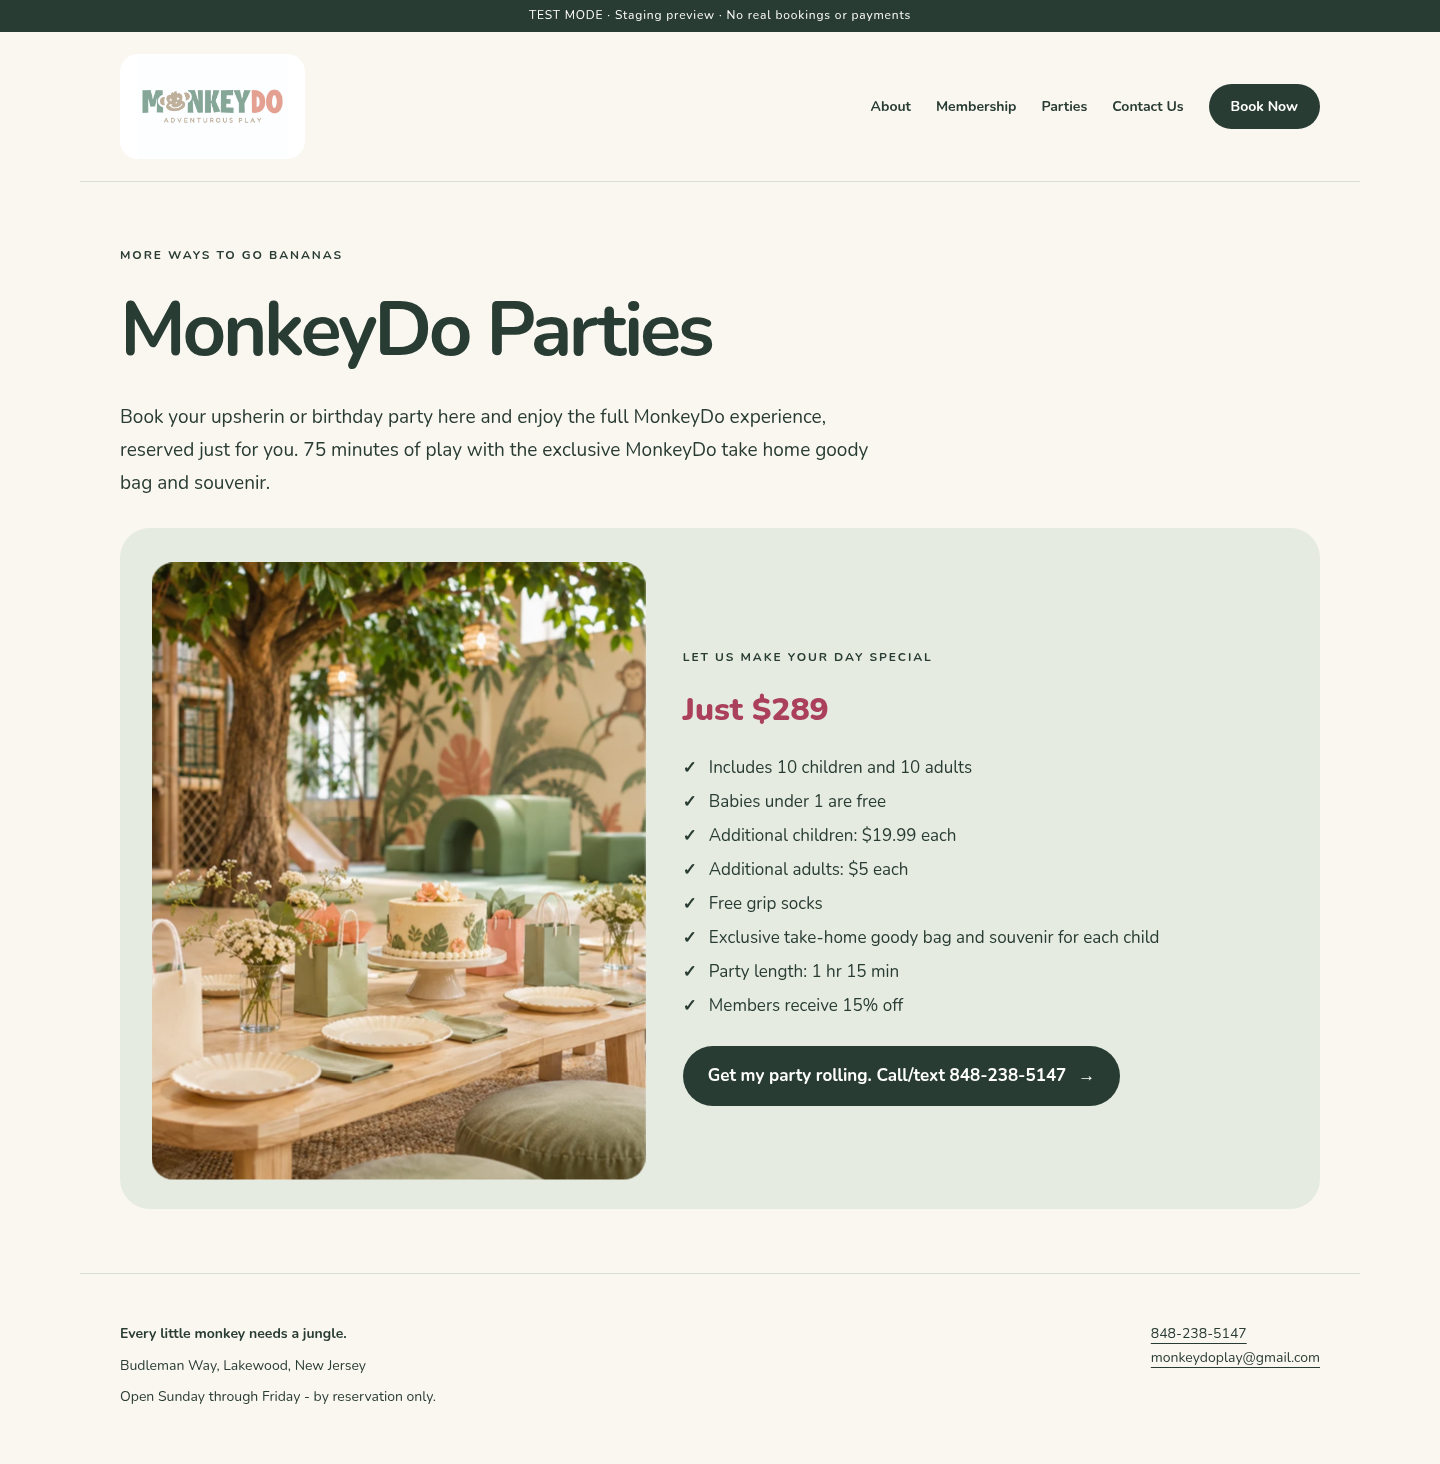 TEST MODE · Staging preview · No real bookings or payments
MONKEYDO
ADVENTUROUS PLAY
About Membership Parties Contact Us Book Now
MORE WAYS TO GO BANANAS
MonkeyDo Parties
Book your upsherin or birthday party here and enjoy the full MonkeyDo experience,
reserved just for you. 75 minutes of play with the exclusive MonkeyDo take home goody
bag and souvenir.
LET US MAKE YOUR DAY SPECIAL
Just $289
✓ Includes 10 children and 10 adults
✓ Babies under 1 are free
✓ Additional children: $19.99 each
✓ Additional adults: $5 each
✓ Free grip socks
✓ Exclusive take-home goody bag and souvenir for each child
✓ Party length: 1 hr 15 min
✓ Members receive 15% off
Get my party rolling. Call/text 848-238-5147 →
Every little monkey needs a jungle.
Budleman Way, Lakewood, New Jersey
Open Sunday through Friday - by reservation only.
848-238-5147
monkeydoplay@gmail.com